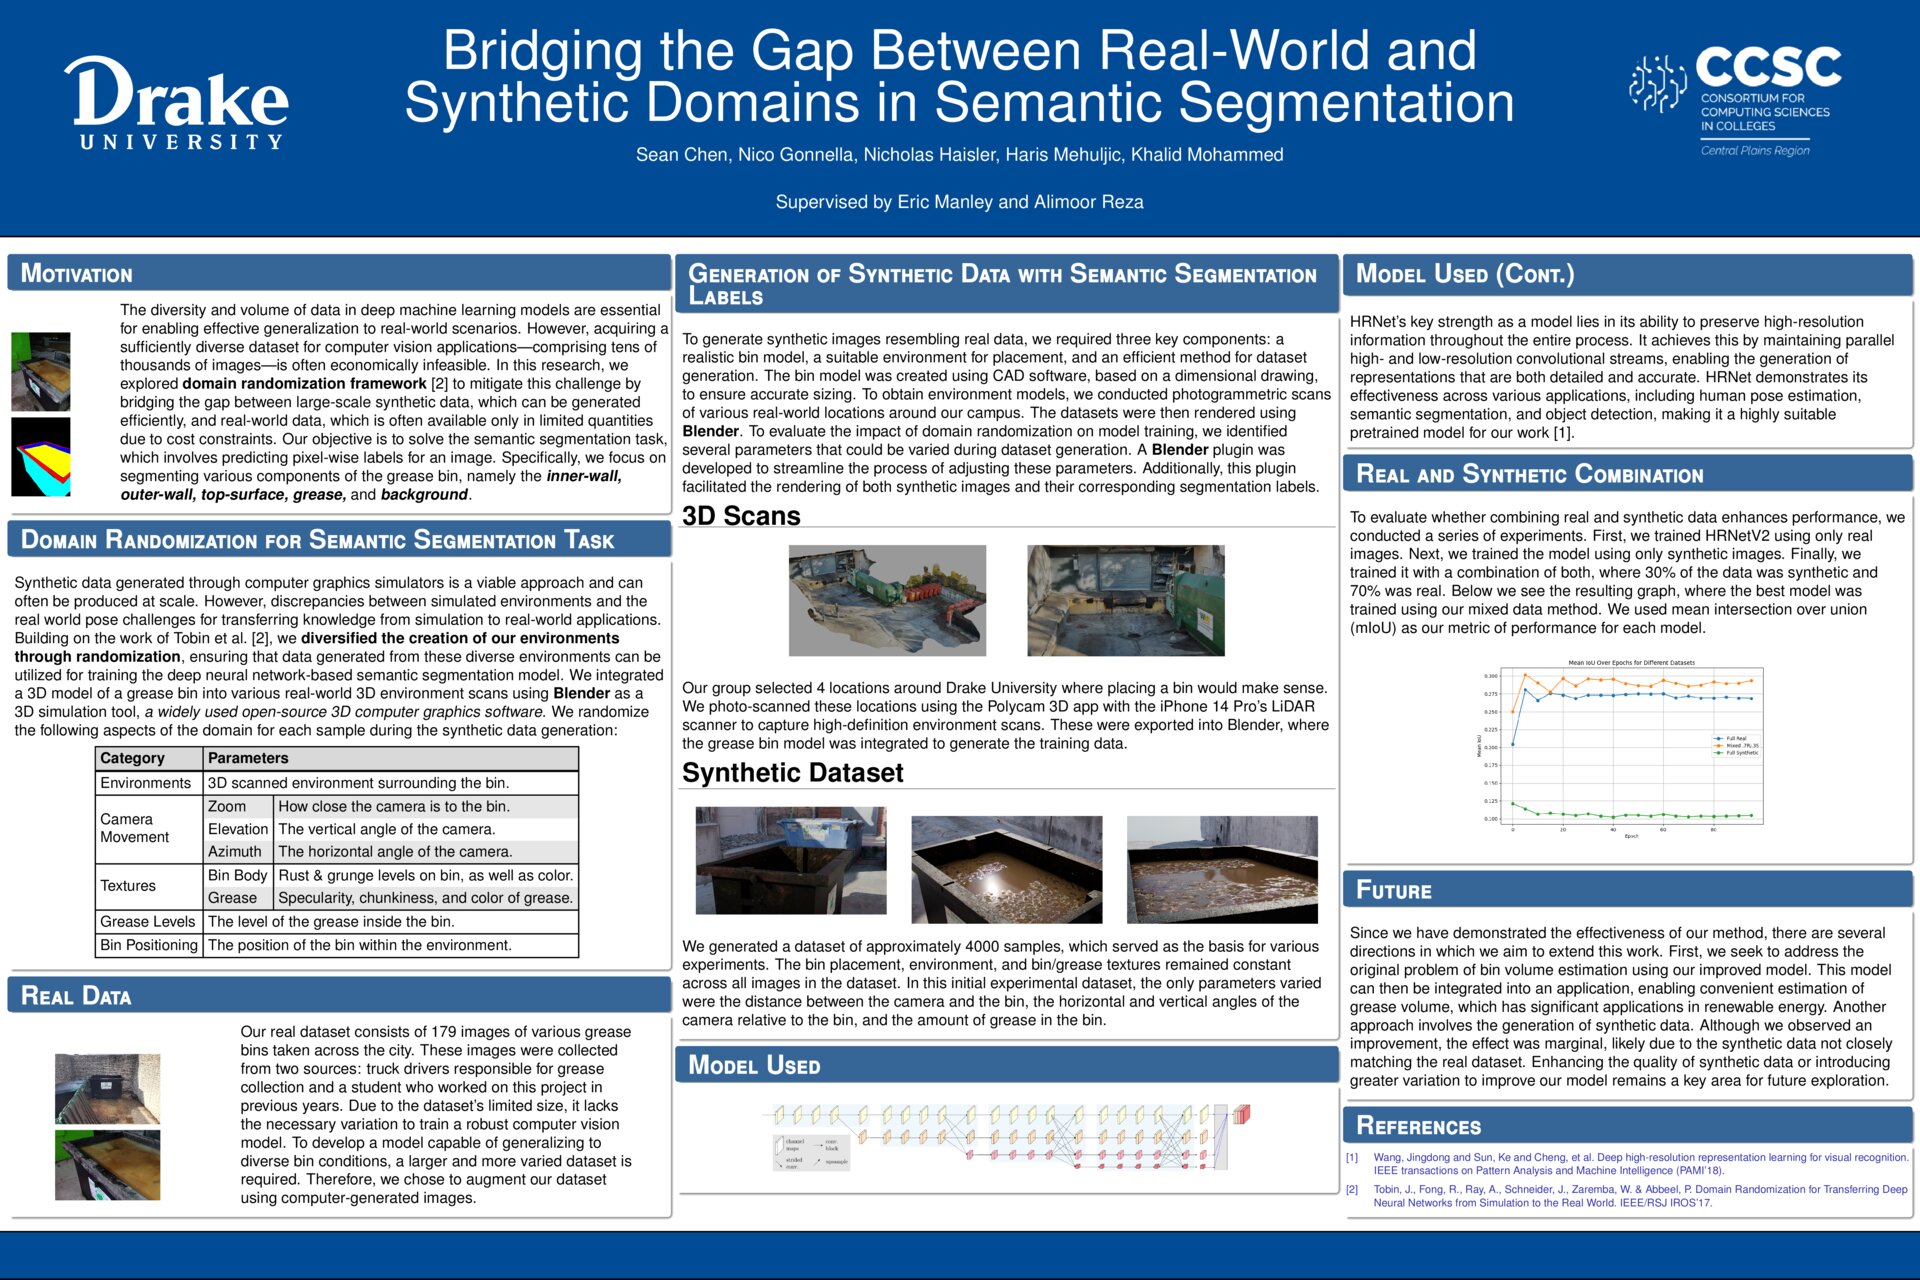 Drake
UNIVERSITY
Bridging the Gap Between Real-World and
Synthetic Domains in Semantic Segmentation
Sean Chen, Nico Gonnella, Nicholas Haisler, Haris Mehuljic, Khalid Mohammed
Supervised by Eric Manley and Alimoor Reza
CCSC
CONSORTIUM FOR
COMPUTING SCIENCES
IN COLLEGES
Central Plains Region
MOTIVATION
The diversity and volume of data in deep machine learning models are essential
for enabling effective generalization to real-world scenarios. However, acquiring a
sufficiently diverse dataset for computer vision applications—comprising tens of
thousands of images—is often economically infeasible. In this research, we
explored domain randomization framework [2] to mitigate this challenge by
bridging the gap between large-scale synthetic data, which can be generated
efficiently, and real-world data, which is often available only in limited quantities
due to cost constraints. Our objective is to solve the semantic segmentation task,
which involves predicting pixel-wise labels for an image. Specifically, we focus on
segmenting various components of the grease bin, namely the inner-wall,
outer-wall, top-surface, grease, and background.
DOMAIN RANDOMIZATION FOR SEMANTIC SEGMENTATION TASK
Synthetic data generated through computer graphics simulators is a viable approach and can
often be produced at scale. However, discrepancies between simulated environments and the
real world pose challenges for transferring knowledge from simulation to real-world applications.
Building on the work of Tobin et al. [2], we diversified the creation of our environments
through randomization, ensuring that data generated from these diverse environments can be
utilized for training the deep neural network-based semantic segmentation model. We integrated
a 3D model of a grease bin into various real-world 3D environment scans using Blender as a
3D simulation tool, a widely used open-source 3D computer graphics software. We randomize
the following aspects of the domain for each sample during the synthetic data generation:
Category Parameters
Environments 3D scanned environment surrounding the bin.
Camera Movement
Zoom How close the camera is to the bin.
Elevation The vertical angle of the camera.
Azimuth The horizontal angle of the camera.
Textures
Bin Body Rust & grunge levels on bin, as well as color.
Grease Specularity, chunkiness, and color of grease.
Grease Levels The level of the grease inside the bin.
Bin Positioning The position of the bin within the environment.
REAL DATA
Our real dataset consists of 179 images of various grease
bins taken across the city. These images were collected
from two sources: truck drivers responsible for grease
collection and a student who worked on this project in
previous years. Due to the dataset's limited size, it lacks
the necessary variation to train a robust computer vision
model. To develop a model capable of generalizing to
diverse bin conditions, a larger and more varied dataset is
required. Therefore, we chose to augment our dataset
using computer-generated images.
GENERATION OF SYNTHETIC DATA WITH SEMANTIC SEGMENTATION
LABELS
To generate synthetic images resembling real data, we required three key components: a
realistic bin model, a suitable environment for placement, and an efficient method for dataset
generation. The bin model was created using CAD software, based on a dimensional drawing,
to ensure accurate sizing. To obtain environment models, we conducted photogrammetric scans
of various real-world locations around our campus. The datasets were then rendered using
Blender. To evaluate the impact of domain randomization on model training, we identified
several parameters that could be varied during dataset generation. A Blender plugin was
developed to streamline the process of adjusting these parameters. Additionally, this plugin
facilitated the rendering of both synthetic images and their corresponding segmentation labels.
3D Scans
Our group selected 4 locations around Drake University where placing a bin would make sense.
We photo-scanned these locations using the Polycam 3D app with the iPhone 14 Pro's LiDAR
scanner to capture high-definition environment scans. These were exported into Blender, where
the grease bin model was integrated to generate the training data.
Synthetic Dataset
We generated a dataset of approximately 4000 samples, which served as the basis for various
experiments. The bin placement, environment, and bin/grease textures remained constant
across all images in the dataset. In this initial experimental dataset, the only parameters varied
were the distance between the camera and the bin, the horizontal and vertical angles of the
camera relative to the bin, and the amount of grease in the bin.
MODEL USED
channel
maps
conv.
block
strided
conv.
upsample
MODEL USED (CONT.)
HRNet's key strength as a model lies in its ability to preserve high-resolution
information throughout the entire process. It achieves this by maintaining parallel
high- and low-resolution convolutional streams, enabling the generation of
representations that are both detailed and accurate. HRNet demonstrates its
effectiveness across various applications, including human pose estimation,
semantic segmentation, and object detection, making it a highly suitable
pretrained model for our work [1].
REAL AND SYNTHETIC COMBINATION
To evaluate whether combining real and synthetic data enhances performance, we
conducted a series of experiments. First, we trained HRNetV2 using only real
images. Next, we trained the model using only synthetic images. Finally, we
trained it with a combination of both, where 30% of the data was synthetic and
70% was real. Below we see the resulting graph, where the best model was
trained using our mixed data method. We used mean intersection over union
(mIoU) as our metric of performance for each model.
Mean IoU Over Epochs for Different Datasets
Mean IoU
0.300
0.275
0.250
0.225
0.200
0.175
0.150
0.125
0.100
Full Real
Mixed .7R,.3S
Full Synthetic
0 20 40 60 80
Epoch
FUTURE
Since we have demonstrated the effectiveness of our method, there are several
directions in which we aim to extend this work. First, we seek to address the
original problem of bin volume estimation using our improved model. This model
can then be integrated into an application, enabling convenient estimation of
grease volume, which has significant applications in renewable energy. Another
approach involves the generation of synthetic data. Although we observed an
improvement, the effect was marginal, likely due to the synthetic data not closely
matching the real dataset. Enhancing the quality of synthetic data or introducing
greater variation to improve our model remains a key area for future exploration.
REFERENCES
[1] Wang, Jingdong and Sun, Ke and Cheng, et al. Deep high-resolution representation learning for visual recognition.
IEEE transactions on Pattern Analysis and Machine Intelligence (PAMI'18).
[2] Tobin, J., Fong, R., Ray, A., Schneider, J., Zaremba, W. & Abbeel, P. Domain Randomization for Transferring Deep
Neural Networks from Simulation to the Real World. IEEE/RSJ IROS'17.